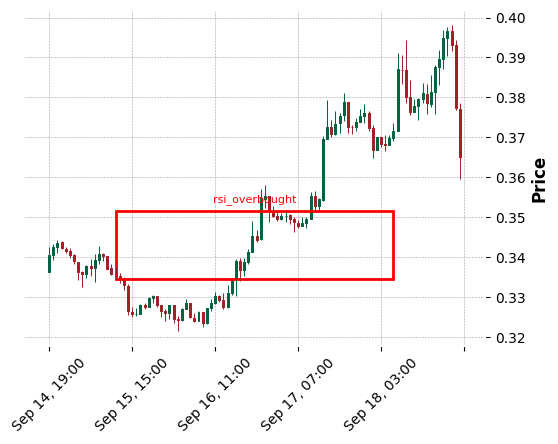 0.40
0.39
0.38
0.37
0.36
rsi_overbought
0.35
0.34
0.33
0.32
Price
Sep 14, 19:00
Sep 15, 15:00
Sep 16, 11:00
Sep 17, 07:00
Sep 18, 03:00